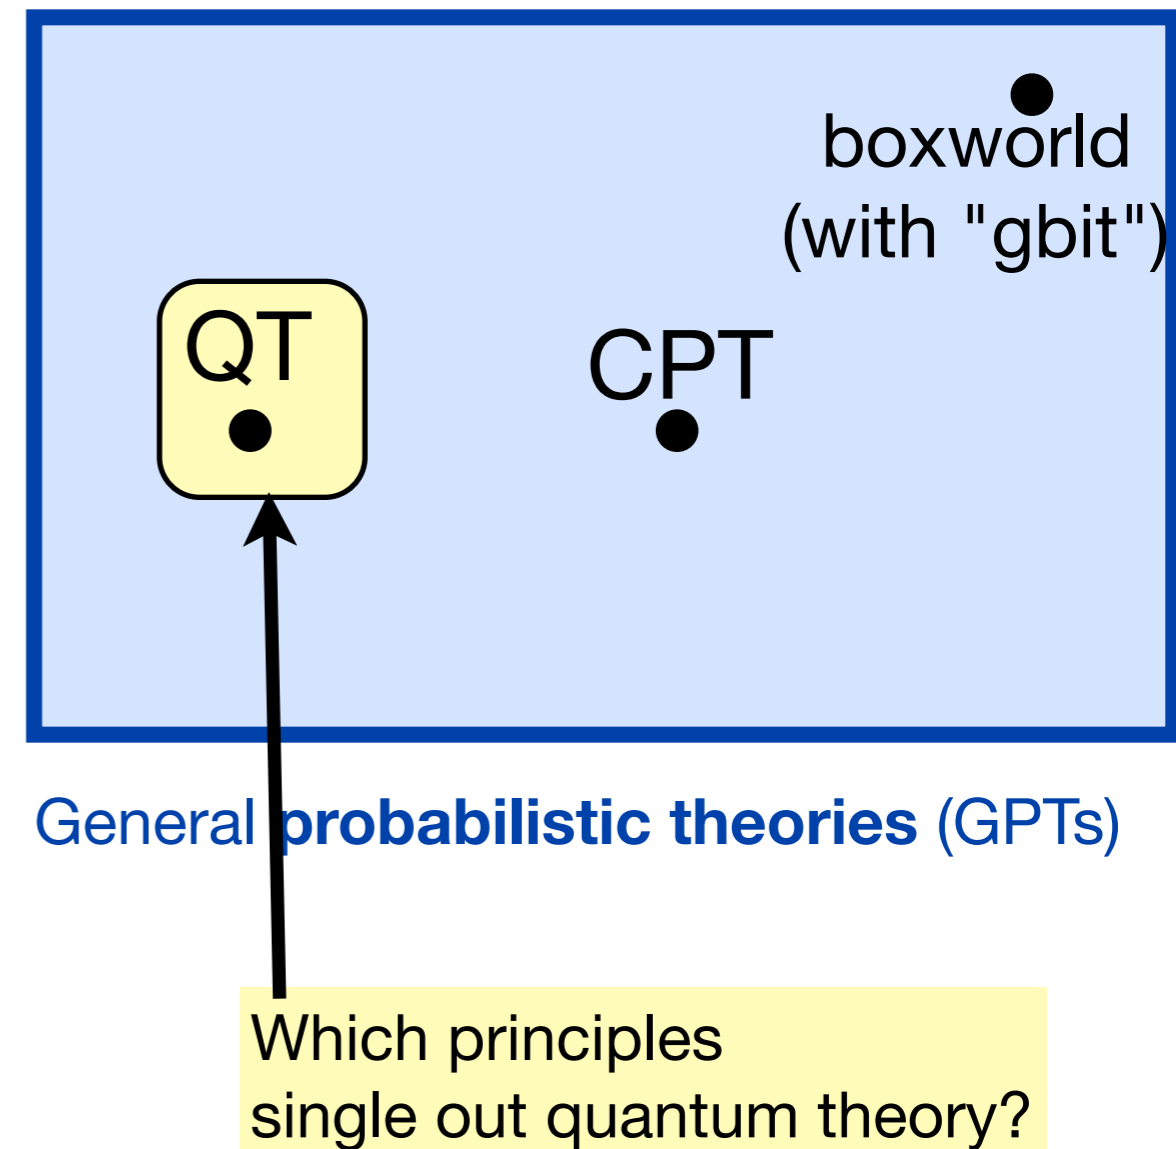 boxworld
(with "gbit")
QT
CPT
General probabilistic theories (GPTs)
Which principles
single out quantum theory?